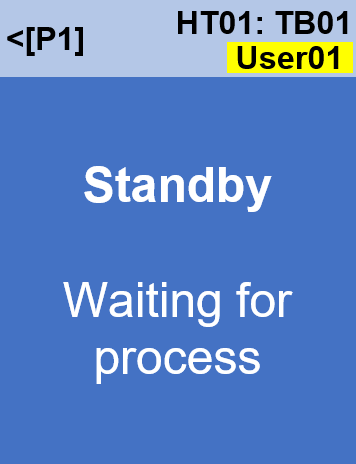 <[P1]
HT01: TB01
User01
Standby
Waiting for
process